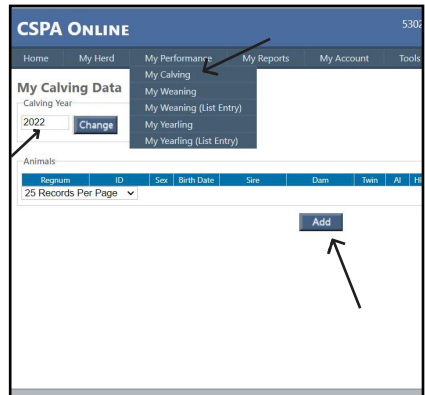 CSPA ONLINE 5302
Home My Herd My Performance My Reports My Account Tools
My Calving
My Weaning
My Weaning (List Entry)
My Yearling
My Yearling (List Entry)
My Calving Data
Calving Year
2022 Change
Animals
Regnum ID Sex Birth Date Sire Dam Twin AI
25 Records Per Page
Add